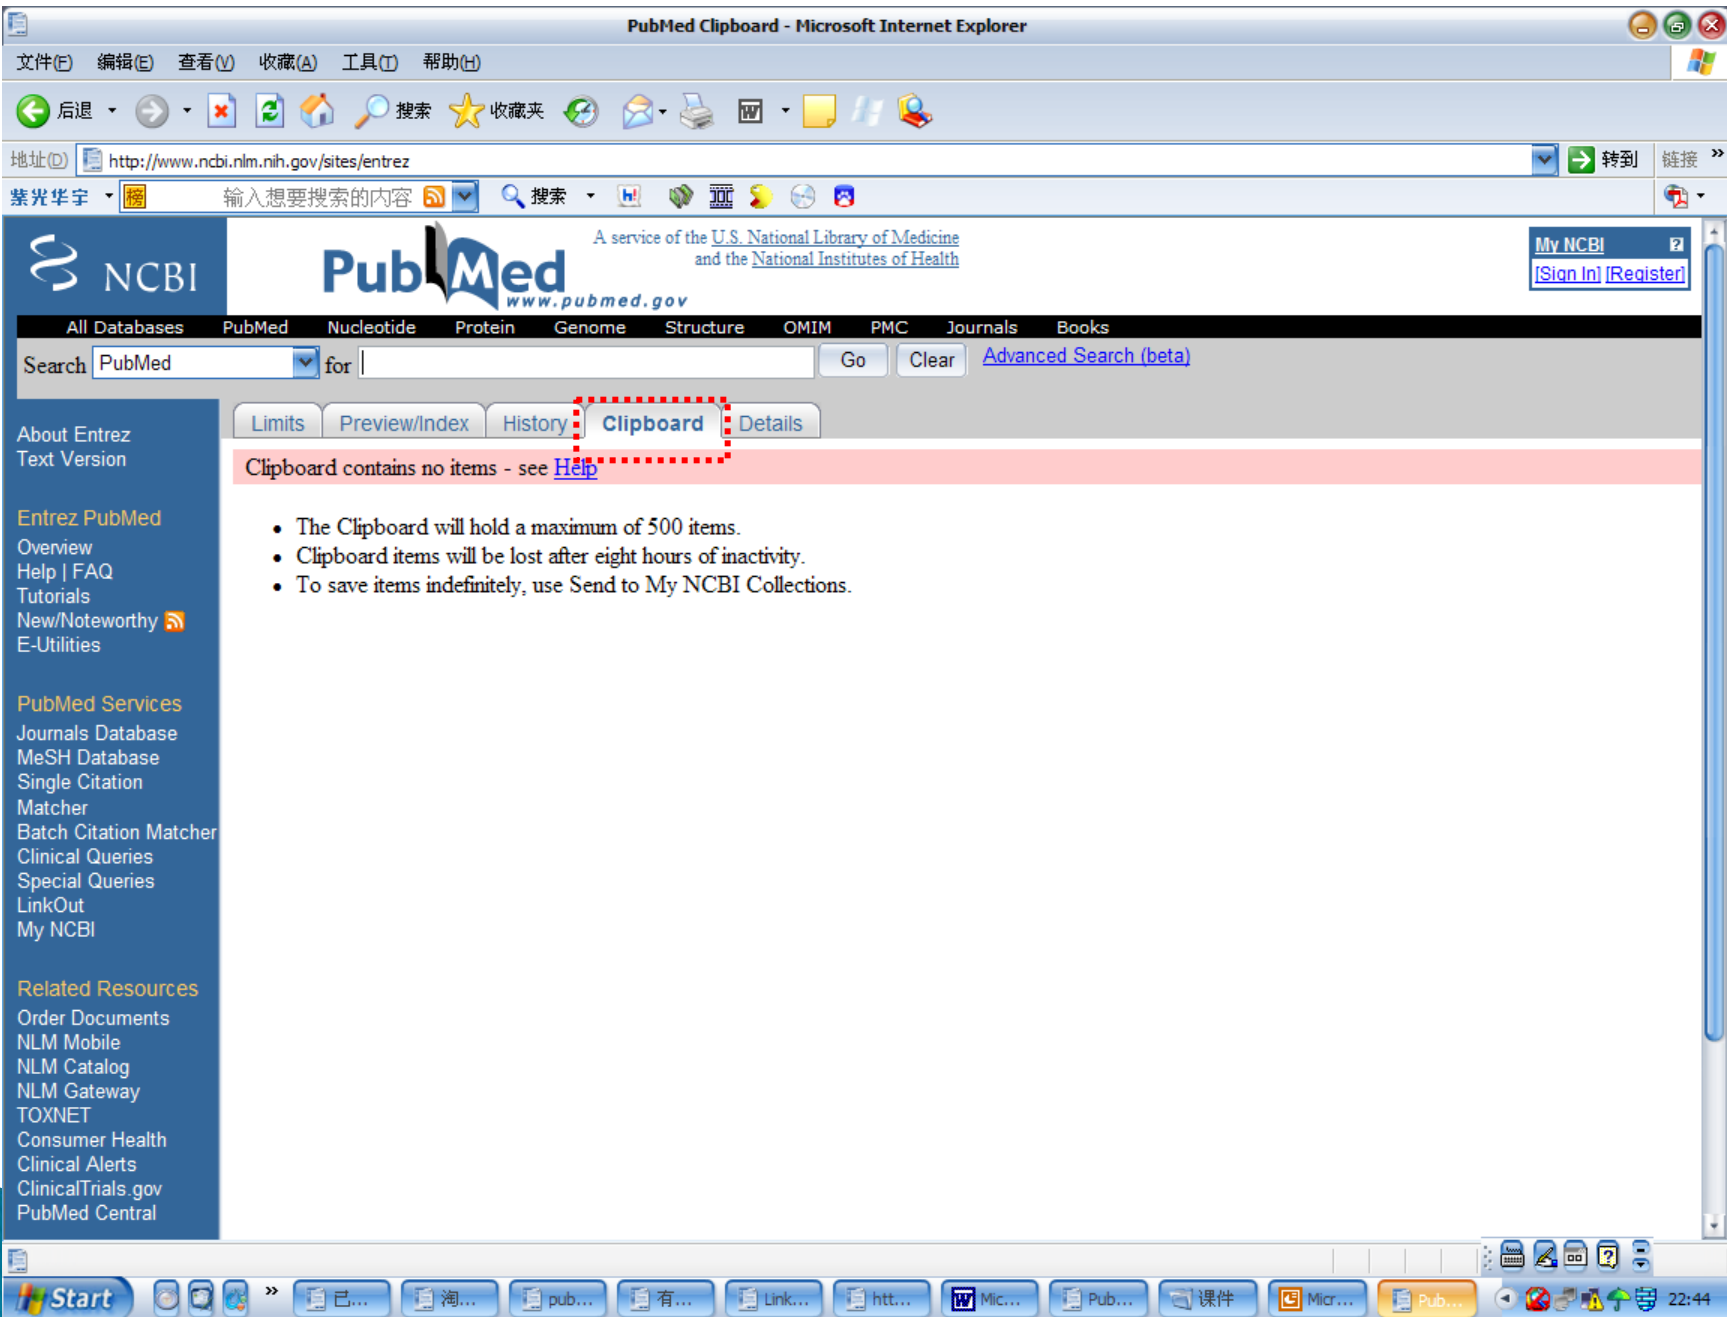 PubMed Clipboard - Microsoft Internet Explorer
文件(F) 编辑(E) 查看(V) 收藏(A) 工具(T) 帮助(H)
后退 搜索 收藏夹
地址(D) http://www.ncbi.nlm.nih.gov/sites/entrez 转到 链接 »
紫光华宇 榜 输入想要搜索的内容 搜索
NCBI
PubMed
www.pubmed.gov
A service of the U.S. National Library of Medicine
and the National Institutes of Health
My NCBI ?
[Sign In] [Register]
All Databases PubMed Nucleotide Protein Genome Structure OMIM PMC Journals Books
Search PubMed for Go Clear Advanced Search (beta)
Limits Preview/Index History Clipboard Details
Clipboard contains no items - see Help
• The Clipboard will hold a maximum of 500 items.
• Clipboard items will be lost after eight hours of inactivity.
• To save items indefinitely, use Send to My NCBI Collections.
About Entrez
Text Version
Entrez PubMed
Overview
Help | FAQ
Tutorials
New/Noteworthy
E-Utilities
PubMed Services
Journals Database
MeSH Database
Single Citation
Matcher
Batch Citation Matcher
Clinical Queries
Special Queries
LinkOut
My NCBI
Related Resources
Order Documents
NLM Mobile
NLM Catalog
NLM Gateway
TOXNET
Consumer Health
Clinical Alerts
ClinicalTrials.gov
PubMed Central
Start » 已... 淘... pub... 有... Link... htt... Mic... Pub... 课件 Micr... Pub... 22:44